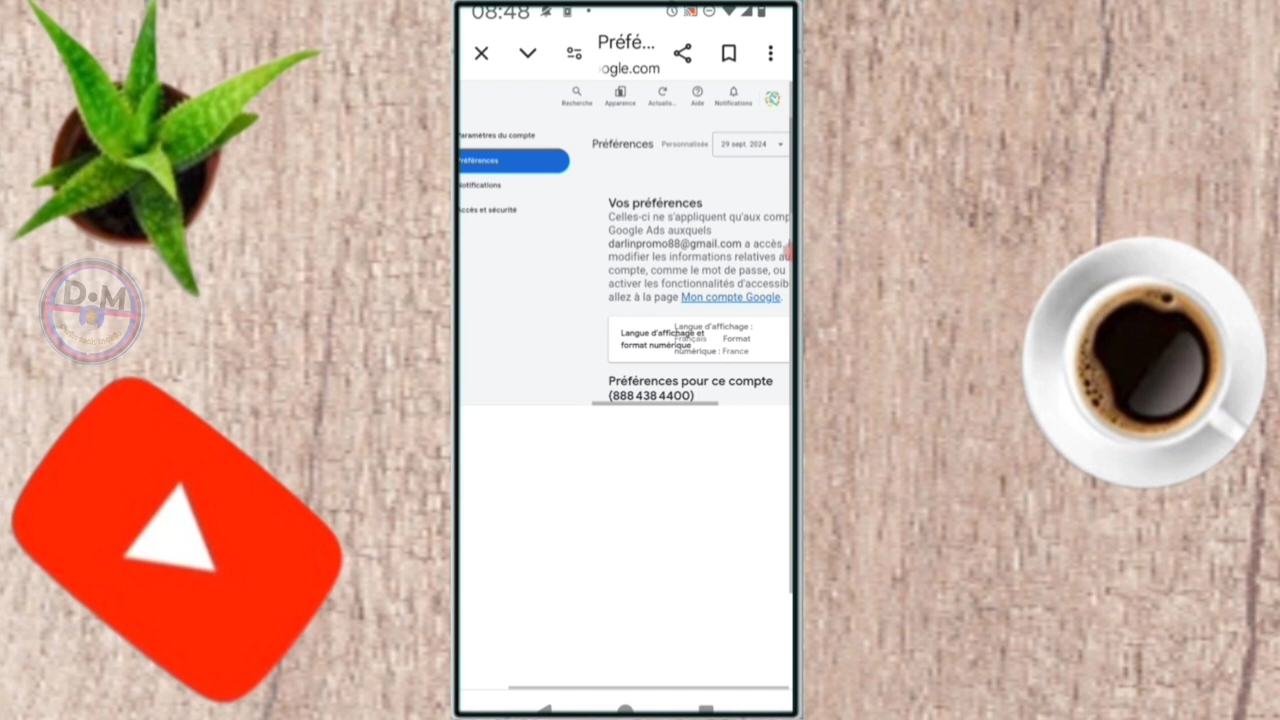 08:48
Préfé...
ogle.com
Recherche
Apparence
Actualis...
Aide
Notifications
Paramètres du compte
Préférences
Notifications
Accès et sécurité
Préférences
Personnalisée
29 sept. 2024
Vos préférences
Celles-ci ne s'appliquent qu'aux comp
Google Ads auxquels
darlinpromo88@gmail.com a accès.
modifier les informations relatives au
compte, comme le mot de passe, ou
activer les fonctionnalités d'accessib
allez à la page Mon compte Google.
Langue d'affichage et
format numérique
Langue d'affichage :
Français Format
numérique : France
Préférences pour ce compte
(888 438 4400)
D•M